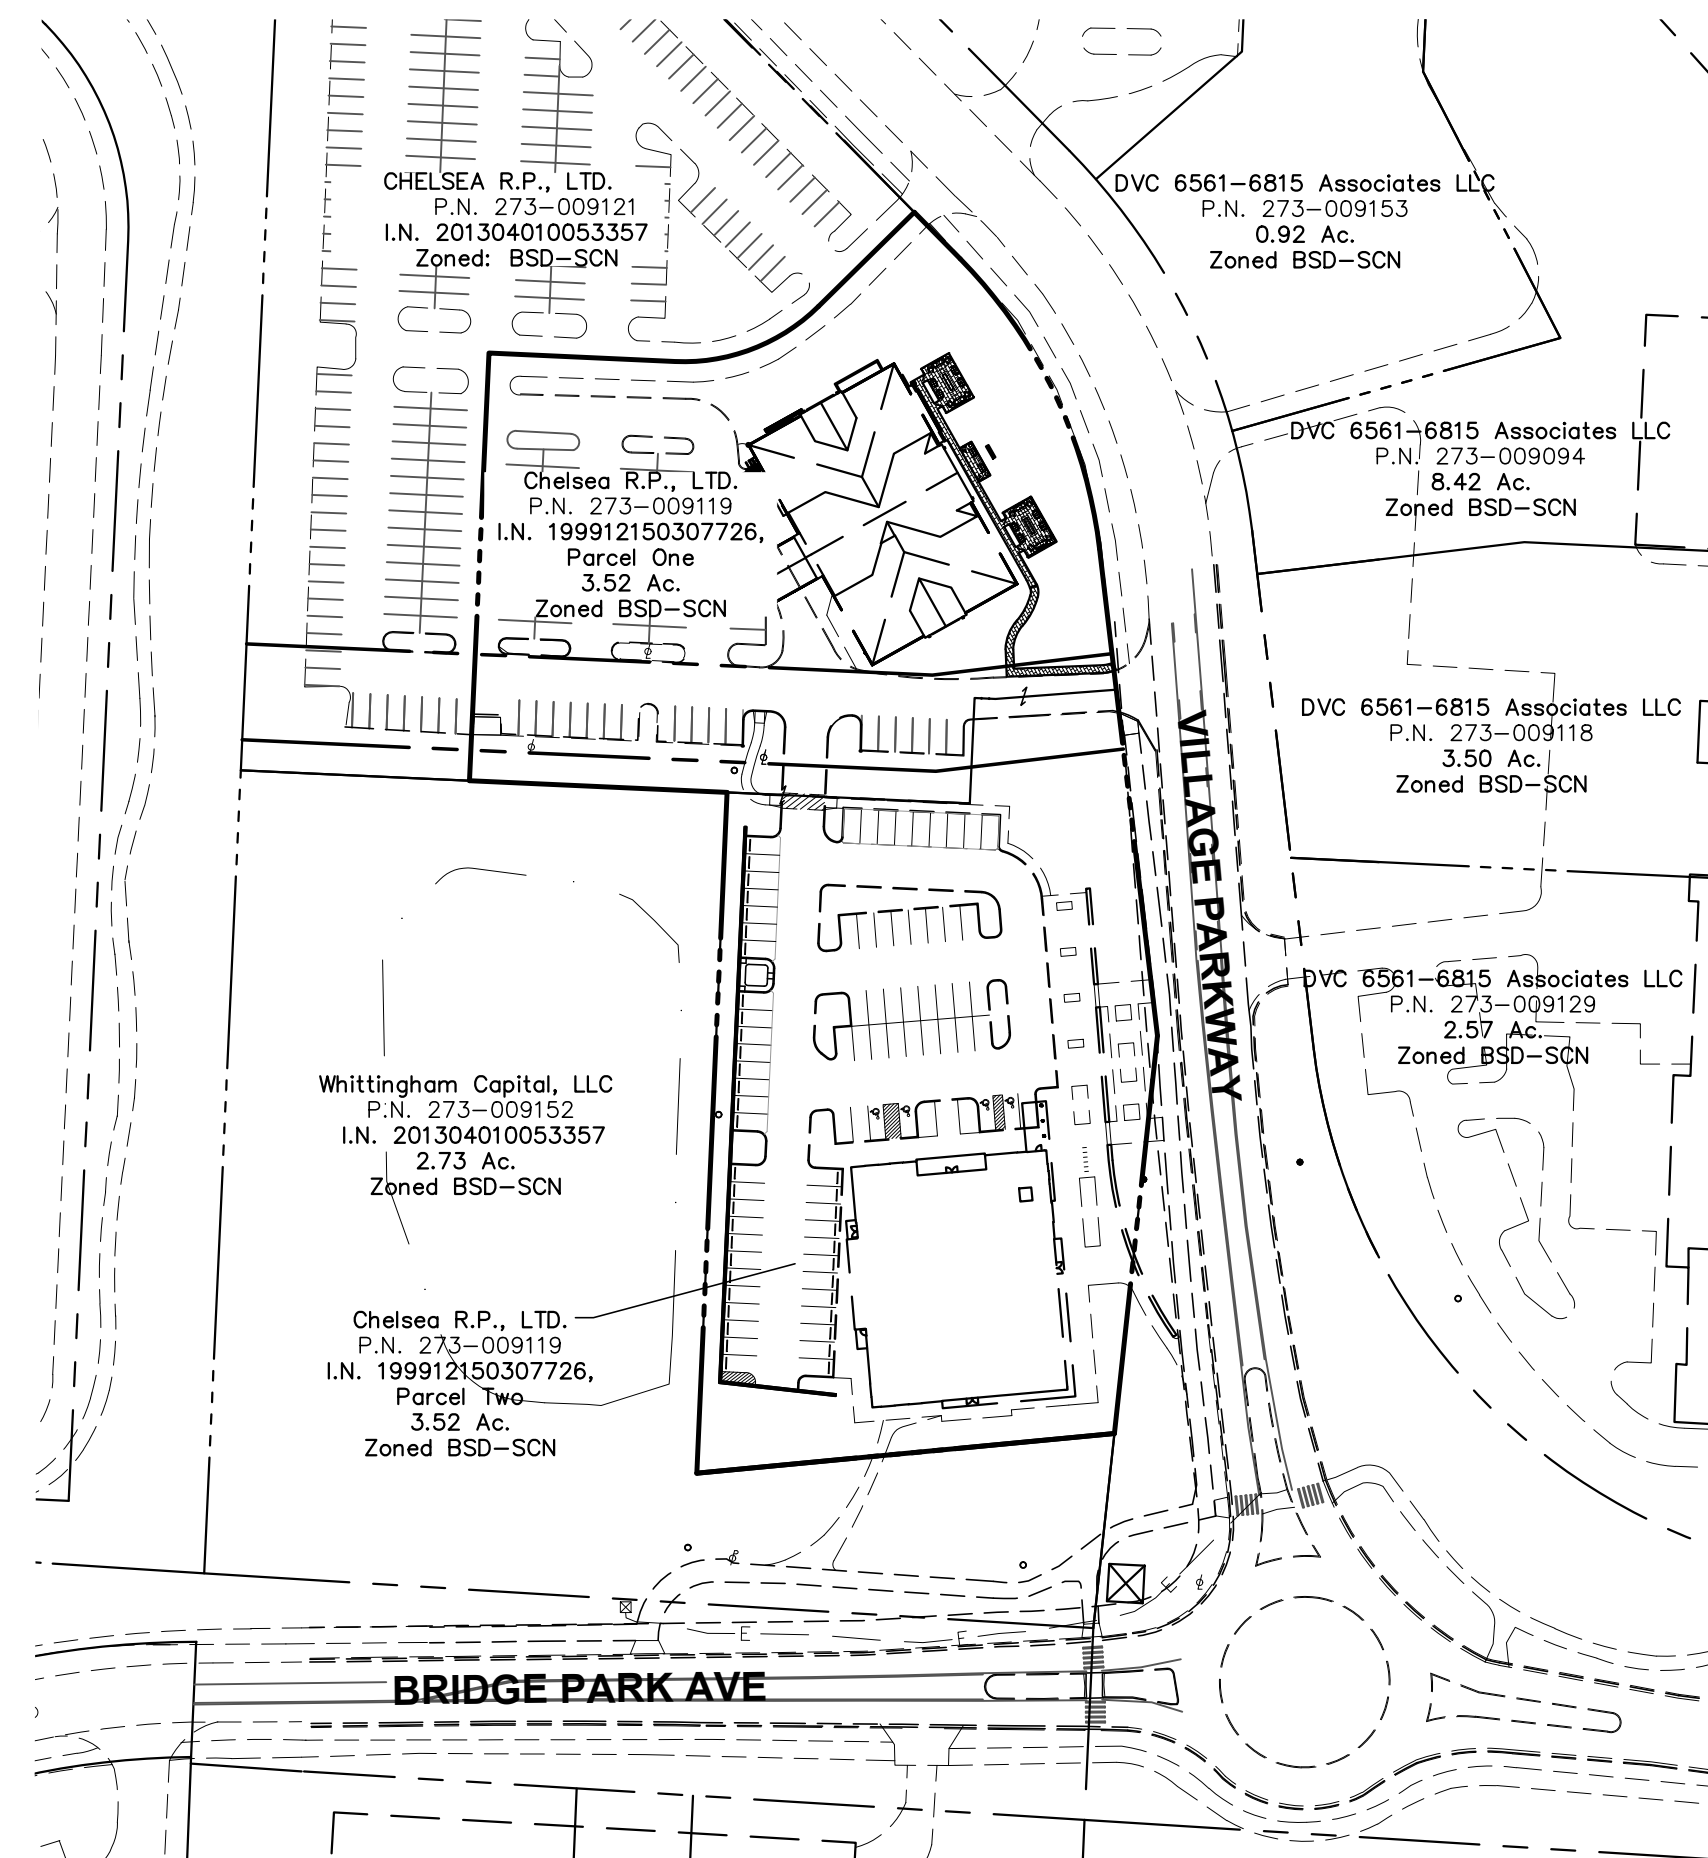 CHELSEA R.P., LTD.
P.N. 273-009121
I.N. 201304010053357
Zoned: BSD-SCN
DVC 6561-6815 Associates LLC
P.N. 273-009153
0.92 Ac.
Zoned BSD-SCN
DVC 6561-6815 Associates LLC
P.N. 273-009094
8.42 Ac.
Zoned BSD-SCN
Chelsea R.P., LTD.
P.N. 273-009119
I.N. 199912150307726,
Parcel One
3.52 Ac.
Zoned BSD-SCN
DVC 6561-6815 Associates LLC
P.N. 273-009118
3.50 Ac.
Zoned BSD-SCN
VILLAGE PARKWAY
DVC 6561-6815 Associates LLC
P.N. 273-009129
2.57 Ac.
Zoned BSD-SCN
Whittingham Capital, LLC
P.N. 273-009152
I.N. 201304010053357
2.73 Ac.
Zoned BSD-SCN
Chelsea R.P., LTD.
P.N. 273-009119
I.N. 199912150307726,
Parcel Two
3.52 Ac.
Zoned BSD-SCN
E
E
BRIDGE PARK AVE